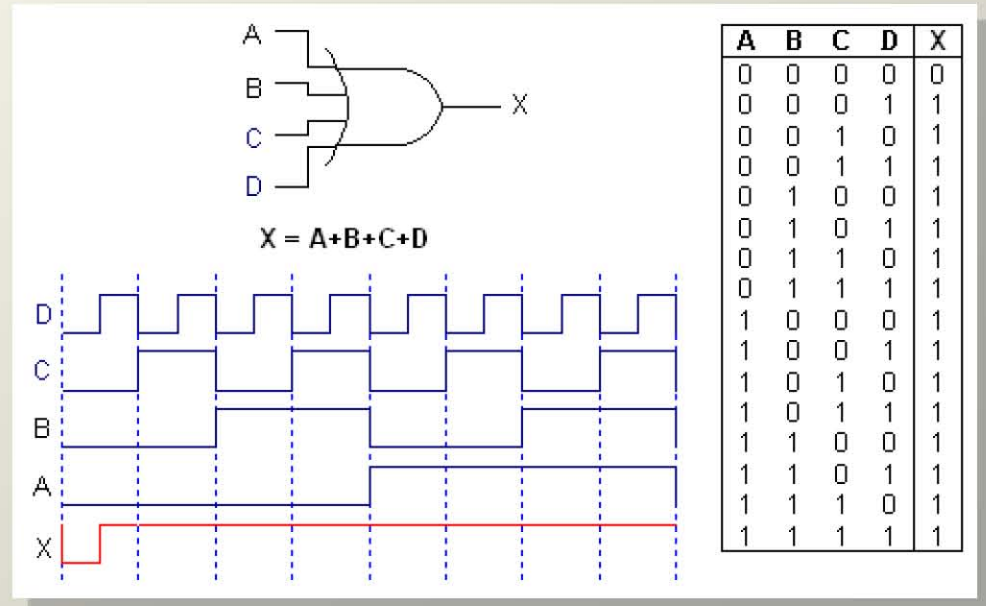 A
B
C
D
X
X = A+B+C+D
D
C
B
A
X
A B C D X
0 0 0 0 0
0 0 0 1 1
0 0 1 0 1
0 0 1 1 1
0 1 0 0 1
0 1 0 1 1
0 1 1 0 1
0 1 1 1 1
1 0 0 0 1
1 0 0 1 1
1 0 1 0 1
1 0 1 1 1
1 1 0 0 1
1 1 0 1 1
1 1 1 0 1
1 1 1 1 1